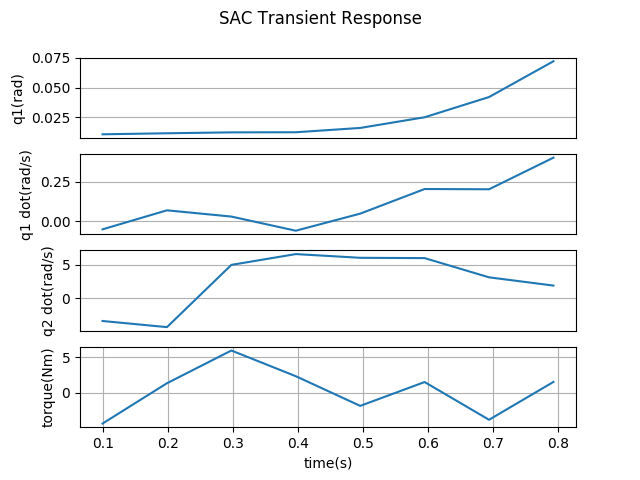 SAC Transient Response
0.075
0.050
0.025
q1(rad)
0.25
0.00
q1 dot(rad/s)
5
0
q2 dot(rad/s)
5
0
torque(Nm)
0.1 0.2 0.3 0.4 0.5 0.6 0.7 0.8
time(s)